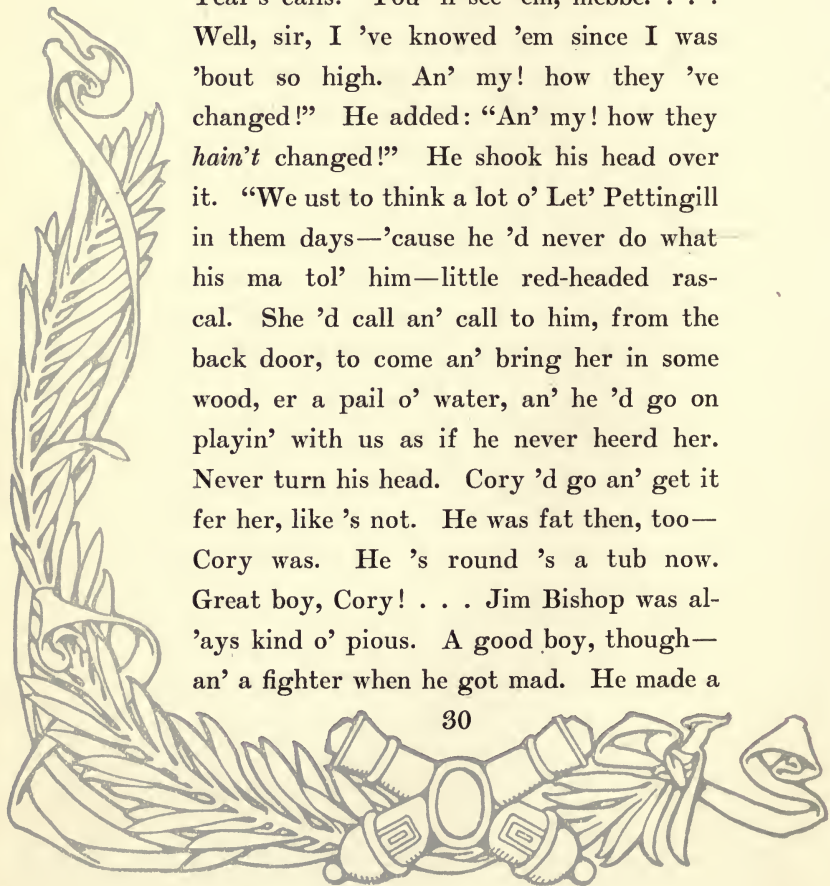 Year's calls. You 'll see 'em, mebbe. . . .
Well, sir, I 've knowed 'em since I was
'bout so high. An' my! how they 've
changed!” He added: “An' my! how they
hain't changed!” He shook his head over
it. “We ust to think a lot o' Let' Pettingill
in them days—'cause he 'd never do what
his ma tol' him—little red-headed ras-
cal. She 'd call an' call to him, from the
back door, to come an' bring her in some
wood, er a pail o' water, an' he 'd go on
playin' with us as if he never heerd her.
Never turn his head. Cory 'd go an' get it
fer her, like 's not. He was fat then, too—
Cory was. He 's round 's a tub now.
Great boy, Cory! . . . Jim Bishop was al-
'ays kind o' pious. A good boy, though—
an' a fighter when he got mad. He made a
30